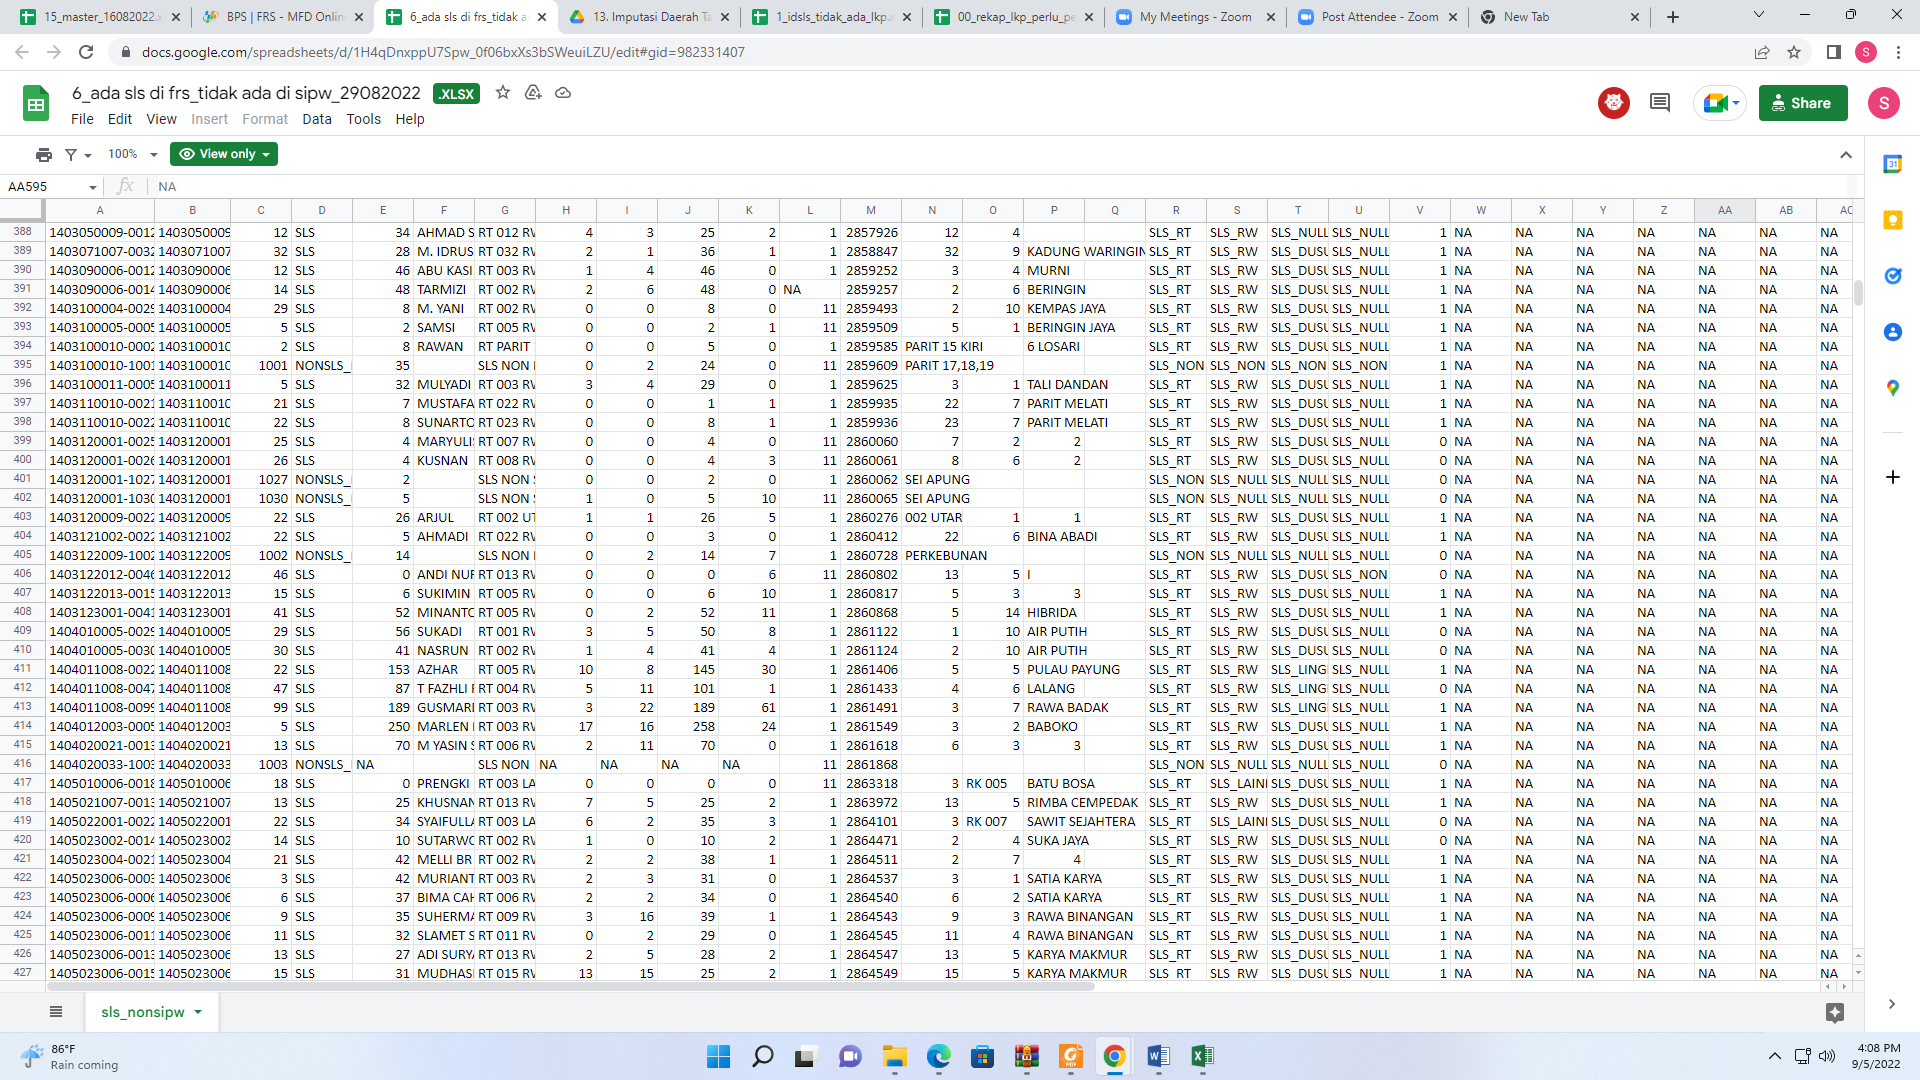 15_master_16082022.x
BPS | FRS - MFD Onlin
6_ada sls di frs_tidak a
13. Imputasi Daerah Ta
1_idsls_tidak_ada_lkp.x
00_rekap_lkp_perlu_pe
My Meetings - Zoom
Post Attendee - Zoom
New Tab
docs.google.com/spreadsheets/d/1H4qDnxppU7Spw_0f06bxXs3bSWeuiLZU/edit#gid=982331407
S
6_ada sls di frs_tidak ada di sipw_29082022 .XLSX
File Edit View Insert Format Data Tools Help
Share
S
100% View only
AA595 fx NA
A B C D E F G H I J K L M N O P Q R S T U V W X Y Z AA AB AC
388 1403050009-0012 1403050009 12 SLS 34 AHMAD S RT 012 RW 4 3 25 2 1 2857926 12 4 SLS_RT SLS_RW SLS_NULL SLS_NULL 1 NA NA NA NA NA NA NA
389 1403071007-0032 1403071007 32 SLS 28 M. IDRUS RT 032 RW 2 1 36 1 1 2858847 32 9 KADUNG WARINGIN SLS_RT SLS_RW SLS_DUSU SLS_NULL 1 NA NA NA NA NA NA NA
390 1403090006-0012 1403090006 12 SLS 46 ABU KASI RT 003 RW 1 4 46 0 1 2859252 3 4 MURNI SLS_RT SLS_RW SLS_DUSU SLS_NULL 1 NA NA NA NA NA NA NA
391 1403090006-0014 1403090006 14 SLS 48 TARMIZI RT 002 RW 2 6 48 0 NA 2859257 2 6 BERINGIN SLS_RT SLS_RW SLS_DUSU SLS_NULL 1 NA NA NA NA NA NA NA
392 1403100004-0029 1403100004 29 SLS 8 M. YANI RT 002 RW 0 0 8 0 11 2859493 2 10 KEMPAS JAYA SLS_RT SLS_RW SLS_DUSU SLS_NULL 1 NA NA NA NA NA NA NA
393 1403100005-0005 1403100005 5 SLS 2 SAMSI RT 005 RW 0 0 2 1 11 2859509 5 1 BERINGIN JAYA SLS_RT SLS_RW SLS_DUSU SLS_NULL 1 NA NA NA NA NA NA NA
394 1403100010-0002 1403100010 2 SLS 8 RAWAN RT PARIT 0 0 5 0 1 2859585 PARIT 15 KIRI 6 LOSARI SLS_RT SLS_RW SLS_DUSU SLS_NULL 1 NA NA NA NA NA NA NA
395 1403100010-1001 1403100010 1001 NONSLS_ 35 SLS NON 0 2 24 0 11 2859609 PARIT 17,18,19 SLS_NON SLS_NON SLS_NON SLS_NON 1 NA NA NA NA NA NA NA
396 1403100011-0005 1403100011 5 SLS 32 MULYADI RT 003 RW 3 4 29 0 1 2859625 3 1 TALI DANDAN SLS_RT SLS_RW SLS_DUSU SLS_NULL 1 NA NA NA NA NA NA NA
397 1403110010-0021 1403110010 21 SLS 7 MUSTAFA RT 022 RW 0 0 1 1 1 2859935 22 7 PARIT MELATI SLS_RT SLS_RW SLS_DUSU SLS_NULL 1 NA NA NA NA NA NA NA
398 1403110010-0022 1403110010 22 SLS 8 SUNARTO RT 023 RW 0 0 8 1 1 2859936 23 7 PARIT MELATI SLS_RT SLS_RW SLS_DUSU SLS_NULL 1 NA NA NA NA NA NA NA
399 1403120001-0025 1403120001 25 SLS 4 MARYULI RT 007 RW 0 0 4 0 11 2860060 7 2 2 SLS_RT SLS_RW SLS_DUSU SLS_NULL 0 NA NA NA NA NA NA NA
400 1403120001-0026 1403120001 26 SLS 4 KUSNAN RT 008 RW 0 0 4 3 11 2860061 8 6 2 SLS_RT SLS_RW SLS_DUSU SLS_NULL 0 NA NA NA NA NA NA NA
401 1403120001-1027 1403120001 1027 NONSLS_ 2 SLS NON 0 0 2 0 11 2860062 SEI APUNG SLS_NON SLS_NULL SLS_NULL SLS_NULL 0 NA NA NA NA NA NA NA
402 1403120001-1030 1403120001 1030 NONSLS_ 5 SLS NON 1 0 5 10 11 2860065 SEI APUNG SLS_NON SLS_NULL SLS_NULL SLS_NULL 0 NA NA NA NA NA NA NA
403 1403120009-0022 1403120009 22 SLS 26 ARJUL RT 002 UT 1 1 26 5 1 2860276 002 UTAR 1 1 SLS_RT SLS_RW SLS_DUSU SLS_NULL 1 NA NA NA NA NA NA NA
404 1403121002-0022 1403121002 22 SLS 5 AHMADI RT 022 RW 0 0 3 0 11 2860412 22 6 BINA ABADI SLS_RT SLS_RW SLS_DUSU SLS_NULL 1 NA NA NA NA NA NA NA
405 1403122009-1002 1403122009 1002 NONSLS_ 14 SLS NON 0 2 14 7 1 2860728 PERKEBUNAN SLS_NON SLS_NULL SLS_NULL SLS_NULL 0 NA NA NA NA NA NA NA
406 1403122012-0046 1403122012 46 SLS 0 ANDI NUR RT 013 RW 0 0 0 6 11 2860802 13 5 I SLS_RT SLS_RW SLS_DUSU SLS_NON 0 NA NA NA NA NA NA NA
407 1403122013-0015 1403122013 15 SLS 6 SUKIMIN RT 005 RW 0 0 6 10 1 2860817 5 3 3 SLS_RT SLS_RW SLS_DUSU SLS_NULL 1 NA NA NA NA NA NA NA
408 1403123001-0041 1403123001 41 SLS 52 MINANTO RT 005 RW 0 2 52 11 1 2860868 5 14 HIBRIDA SLS_RT SLS_RW SLS_DUSU SLS_NULL 1 NA NA NA NA NA NA NA
409 1404010005-0029 1404010005 29 SLS 56 SUKADI RT 001 RW 3 5 50 8 1 2861122 1 10 AIR PUTIH SLS_RT SLS_RW SLS_DUSU SLS_NULL 0 NA NA NA NA NA NA NA
410 1404010005-0030 1404010005 30 SLS 41 NASRUN RT 002 RW 1 4 41 4 1 2861124 2 10 AIR PUTIH SLS_RT SLS_RW SLS_DUSU SLS_NULL 0 NA NA NA NA NA NA NA
411 1404011008-0022 1404011008 22 SLS 153 AZHAR RT 005 RW 10 8 145 30 1 2861406 5 5 PULAU PAYUNG SLS_RT SLS_RW SLS_LING SLS_NULL 1 NA NA NA NA NA NA NA
412 1404011008-0047 1404011008 47 SLS 87 T FAZHLI RT 004 RW 5 11 101 1 1 2861433 4 6 LALANG SLS_RT SLS_RW SLS_LING SLS_NULL 0 NA NA NA NA NA NA NA
413 1404011008-0099 1404011008 99 SLS 189 GUSMARI RT 003 RW 3 22 189 61 1 2861491 3 7 RAWA BADAK SLS_RT SLS_RW SLS_LING SLS_NULL 1 NA NA NA NA NA NA NA
414 1404012003-0005 1404012003 5 SLS 250 MARLEN RT 003 RW 17 16 258 24 1 2861549 3 2 BABOKO SLS_RT SLS_RW SLS_DUSU SLS_NULL 1 NA NA NA NA NA NA NA
415 1404020021-0013 1404020021 13 SLS 70 M YASIN S RT 006 RW 2 11 70 0 1 2861618 6 3 3 SLS_RT SLS_RW SLS_DUSU SLS_NULL 1 NA NA NA NA NA NA NA
416 1404020033-1003 1404020033 1003 NONSLS_ NA SLS NON NA NA NA NA 11 2861868 SLS_NON SLS_NULL SLS_NULL SLS_NULL 0 NA NA NA NA NA NA NA
417 1405010006-0018 1405010006 18 SLS 0 PRENGKI RT 003 LA 0 0 0 0 11 2863318 3 RK 005 BATU BOSA SLS_RT SLS_LAIN SLS_DUSU SLS_NULL 1 NA NA NA NA NA NA NA
418 1405021007-0013 1405021007 13 SLS 25 KHUSNAN RT 013 RW 7 5 25 2 1 2863972 13 5 RIMBA CEMPEDAK SLS_RT SLS_RW SLS_DUSU SLS_NULL 1 NA NA NA NA NA NA NA
419 1405022001-0022 1405022001 22 SLS 34 SYAIFULLA RT 003 LA 6 2 35 3 1 2864101 3 RK 007 SAWIT SEJAHTERA SLS_RT SLS_LAIN SLS_DUSU SLS_NULL 0 NA NA NA NA NA NA NA
420 1405023002-0014 1405023002 14 SLS 10 SUTARWO RT 002 RW 1 0 10 2 1 2864471 2 4 SUKA JAYA SLS_RT SLS_RW SLS_DUSU SLS_NULL 0 NA NA NA NA NA NA NA
421 1405023004-0021 1405023004 21 SLS 42 MELLI BR RT 002 RW 2 2 38 1 1 2864511 2 7 4 SLS_RT SLS_RW SLS_DUSU SLS_NULL 1 NA NA NA NA NA NA NA
422 1405023006-0003 1405023006 3 SLS 42 MURIANT RT 003 RW 2 3 31 0 1 2864537 3 1 SATIA KARYA SLS_RT SLS_RW SLS_DUSU SLS_NULL 1 NA NA NA NA NA NA NA
423 1405023006-0006 1405023006 6 SLS 37 BIMA CAH RT 006 RW 2 2 34 0 1 2864540 6 2 SATIA KARYA SLS_RT SLS_RW SLS_DUSU SLS_NULL 1 NA NA NA NA NA NA NA
424 1405023006-0009 1405023006 9 SLS 35 SUHERMA RT 009 RW 3 16 39 1 1 2864543 9 3 RAWA BINANGAN SLS_RT SLS_RW SLS_DUSU SLS_NULL 1 NA NA NA NA NA NA NA
425 1405023006-0011 1405023006 11 SLS 32 SLAMET S RT 011 RW 0 2 29 0 1 2864545 11 4 RAWA BINANGAN SLS_RT SLS_RW SLS_DUSU SLS_NULL 1 NA NA NA NA NA NA NA
426 1405023006-0013 1405023006 13 SLS 27 ADI SURYA RT 013 RW 2 5 28 2 1 2864547 13 5 KARYA MAKMUR SLS_RT SLS_RW SLS_DUSU SLS_NULL 1 NA NA NA NA NA NA NA
427 1405023006-0015 1405023006 15 SLS 31 MUDHAS RT 015 RW 13 15 25 2 1 2864549 15 5 KARYA MAKMUR SLS_RT SLS_RW SLS_DUSU SLS_NULL 1 NA NA NA NA NA NA NA
sls_nonsipw
86°F
Rain coming
4:08 PM
9/5/2022